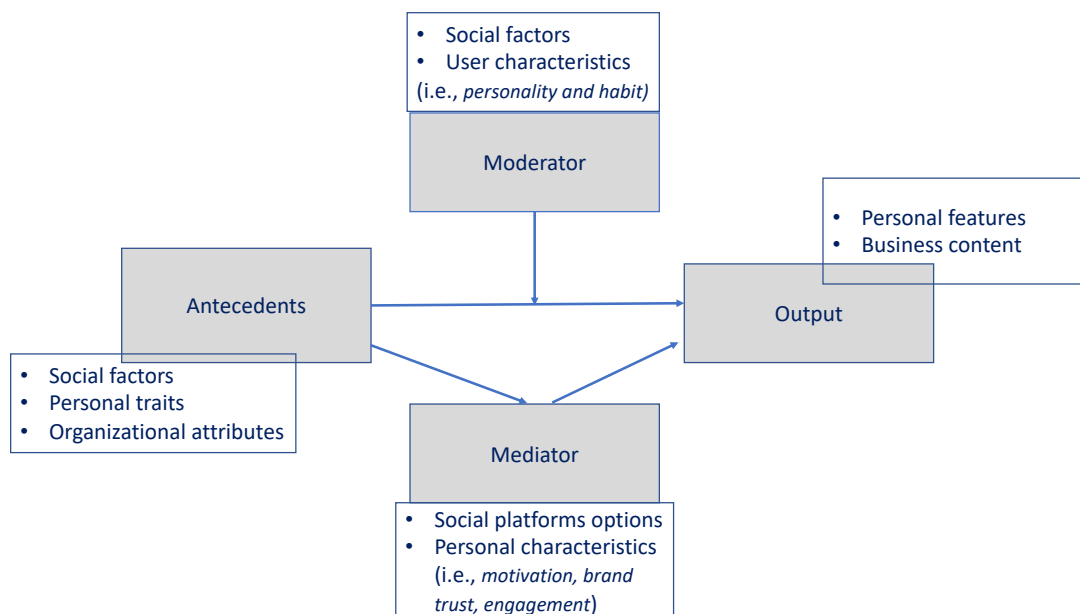 • Social factors
• User characteristics
(i.e., personality and habit)
Moderator
• Personal features
• Business content
Antecedents
Output
• Social factors
• Personal traits
• Organizational attributes
Mediator
• Social platforms options
• Personal characteristics
(i.e., motivation, brand
trust, engagement)